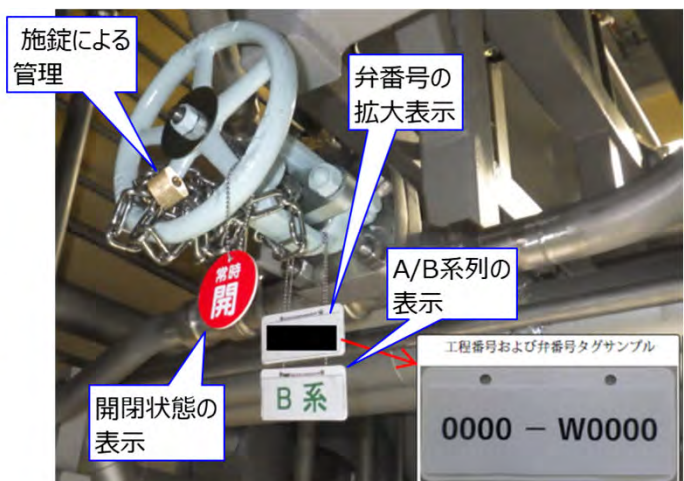 施錠による
管理
弁番号の
拡大表示
A/B系列の
表示
常時
開
B系
開閉状態の
表示
工程番号および弁番号タグサンプル
0000 － W0000